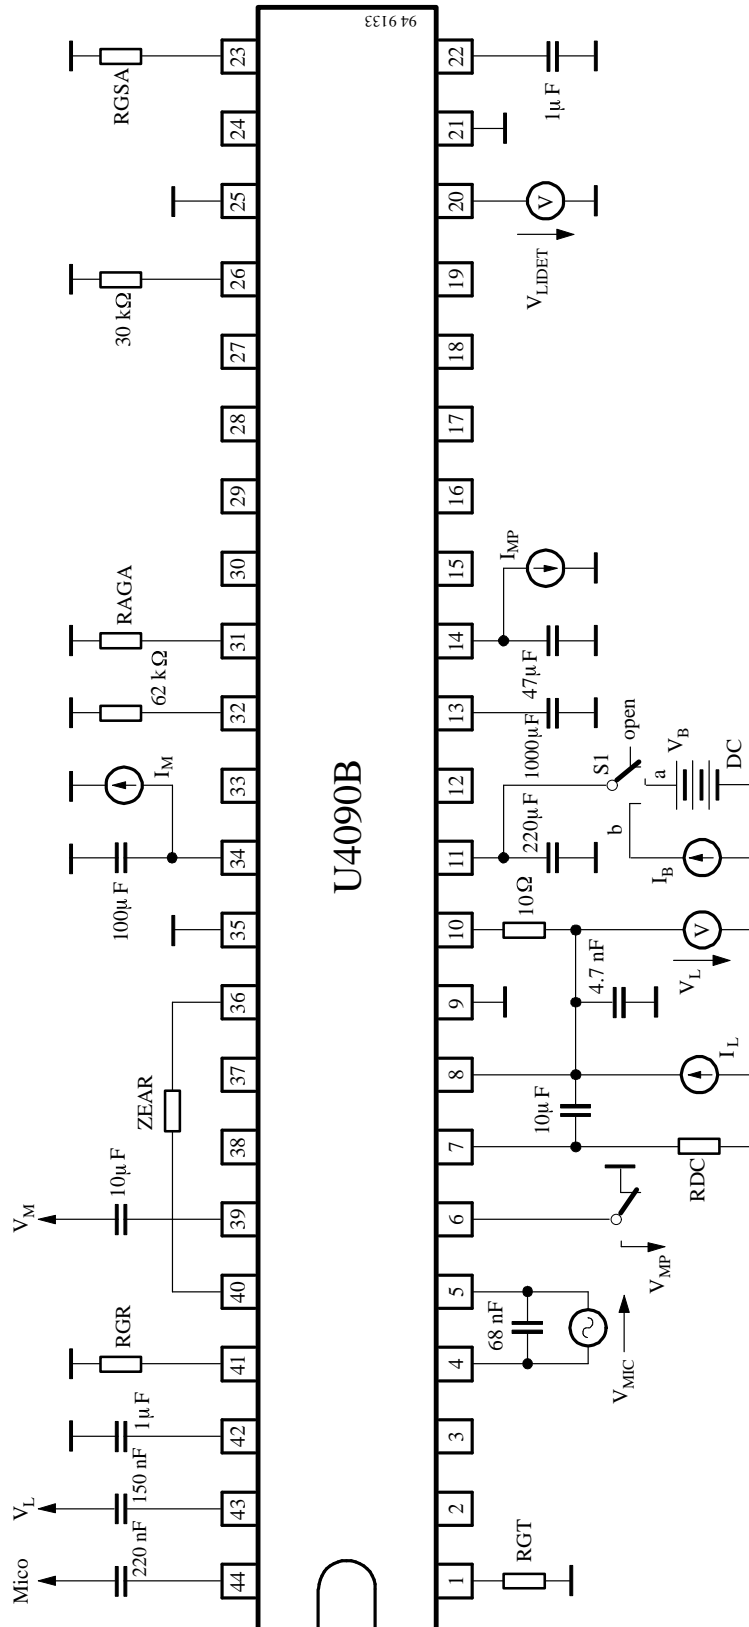 94 9133
23
RGSA
24
25
26
30 kΩ
27
28
29
30
31
RAGA
32
62 kΩ
33
I_M
34
100µF
35
36
ZEAR
37
38
39
10µF
V_M
40
41
RGR
42
1µF
43
150 nF
V_L
44
220 nF
Mico
U4090B
22
1µF
21
20
V
V_LIDET
19
18
17
16
15
I_MP
14
47µF
13
1000µF
12
S1
open
a
V_B
DC
b
11
220µF
I_B
10
10Ω
V
V_L
9
4.7 nF
8
I_L
10µF
7
RDC
6
V_MP
5
68 nF
4
V_MIC
3
2
1
RGT